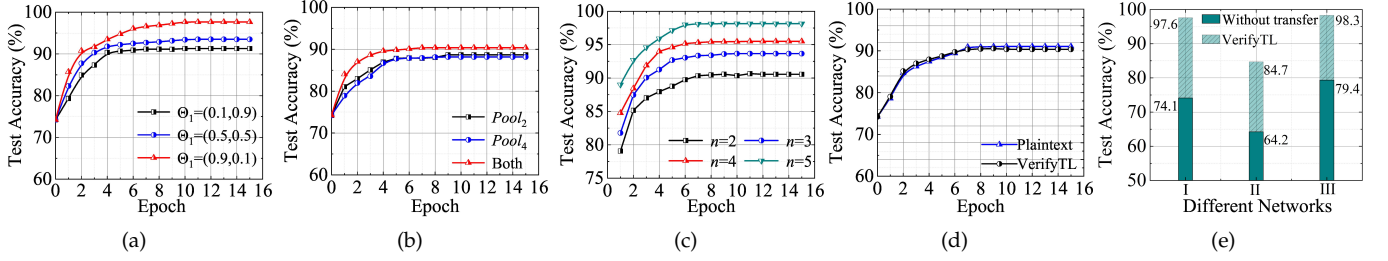 Test Accuracy (%)
100
90
80
70
60
0 2 4 6 8 10 12 14 16
Epoch
Θ1=(0.1,0.9)
Θ1=(0.5,0.5)
Θ1=(0.9,0.1)
(a)
Test Accuracy (%)
100
90
80
70
60
0 2 4 6 8 10 12 14 16
Epoch
Pool2
Pool4
Both
(b)
Test Accuracy (%)
100
95
90
85
80
75
0 2 4 6 8 10 12 14 16
Epoch
n=2 n=3
n=4 n=5
(c)
Test Accuracy (%)
100
90
80
70
60
0 2 4 6 8 10 12 14 16
Epoch
Plaintext
VerifyTL
(d)
Test Accuracy (%)
100
90
80
70
60
50
Without transfer
VerifyTL
97.6
74.1
84.7
64.2
98.3
79.4
I II III
Different Networks
(e)